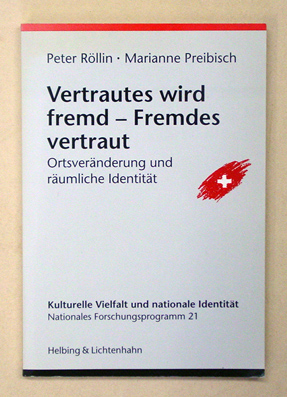 Peter Röllin · Marianne Preibisch
Vertrautes wird
fremd – Fremdes
vertraut
Ortsveränderung und
räumliche Identität
Kulturelle Vielfalt und nationale Identität
Nationales Forschungsprogramm 21
Helbing & Lichtenhahn